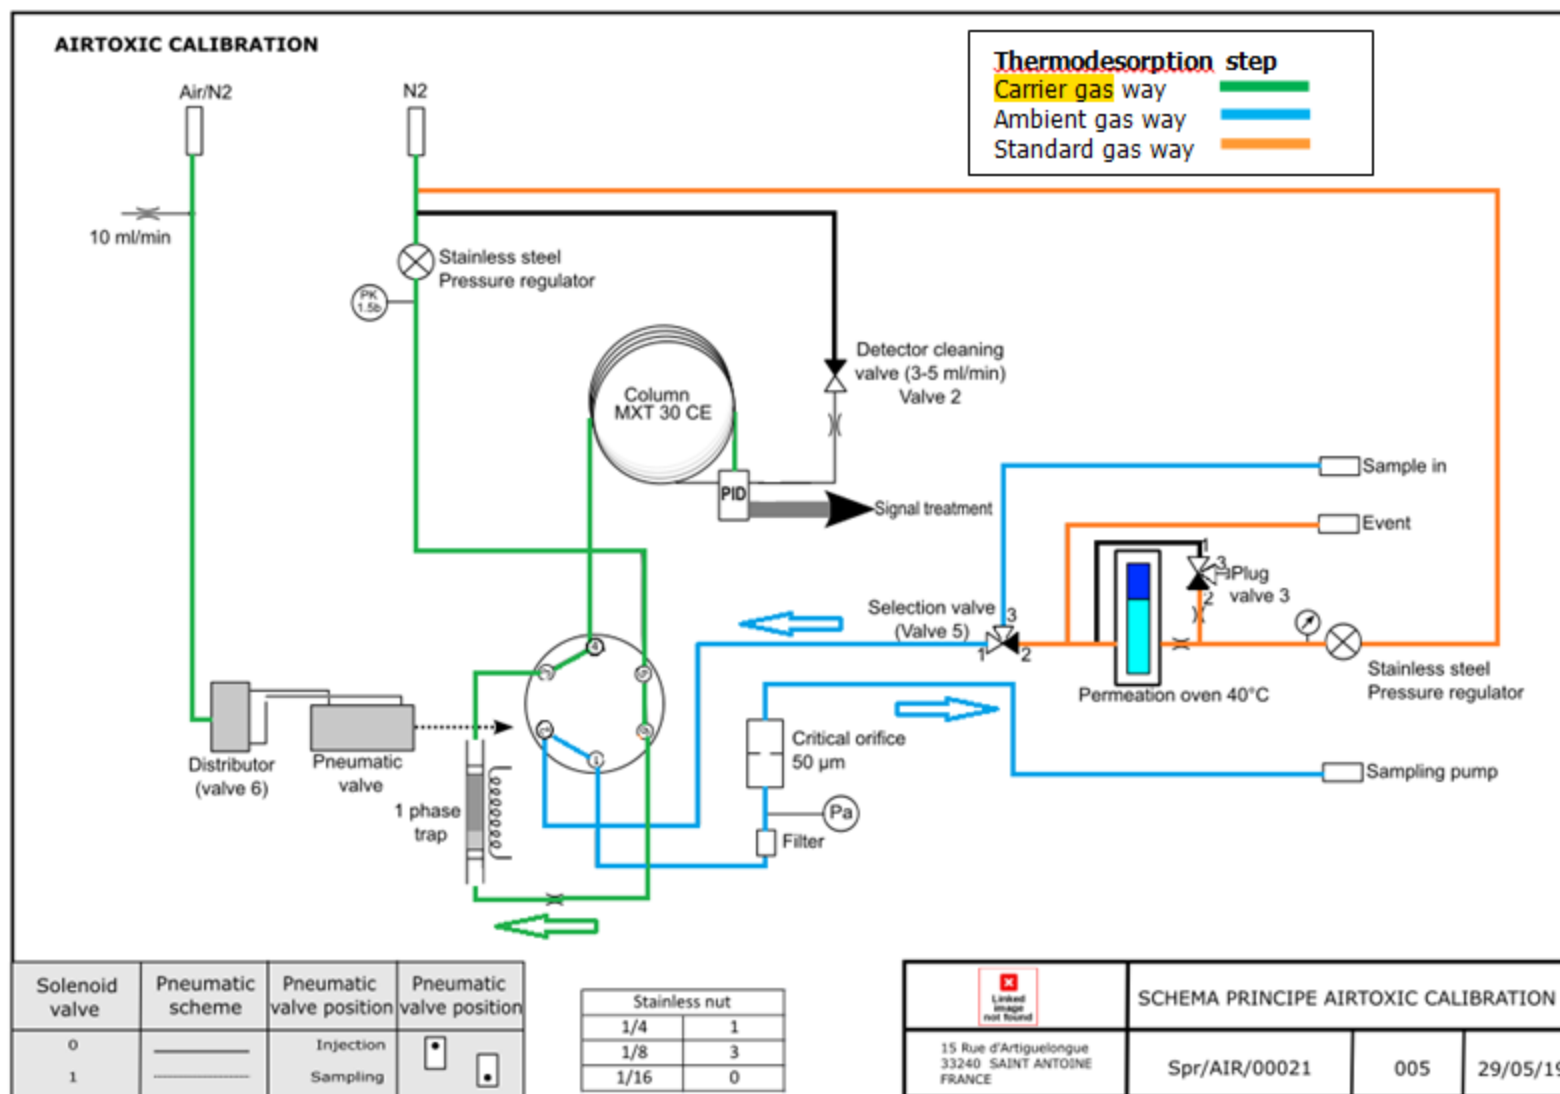 AIRTOXIC CALIBRATION
Thermodesorption step
Carrier gas way
Ambient gas way
Standard gas way
Air/N2
N2
10 ml/min
Stainless steel
Pressure regulator
PK
1.5b
Column
MXT 30 CE
Detector cleaning
valve (3-5 ml/min)
Valve 2
PID
Signal treatment
Sample in
Event
1
3
Plug
valve 3
2
Selection valve
(Valve 5)
3
1
2
Permeation oven 40°C
Stainless steel
Pressure regulator
4
1
Distributor
(valve 6)
Pneumatic
valve
1 phase
trap
Critical orifice
50 µm
Pa
Filter
Sampling pump
Solenoid
valve
Pneumatic
scheme
Pneumatic
valve position
Pneumatic
valve position
0
Injection
1
Sampling
Stainless nut
1/4 1
1/8 3
1/16 0
Linked
image
not found
SCHEMA PRINCIPE AIRTOXIC CALIBRATION
15 Rue d'Artiguelongue
33240 SAINT ANTOINE
FRANCE
Spr/AIR/00021
005
29/05/19